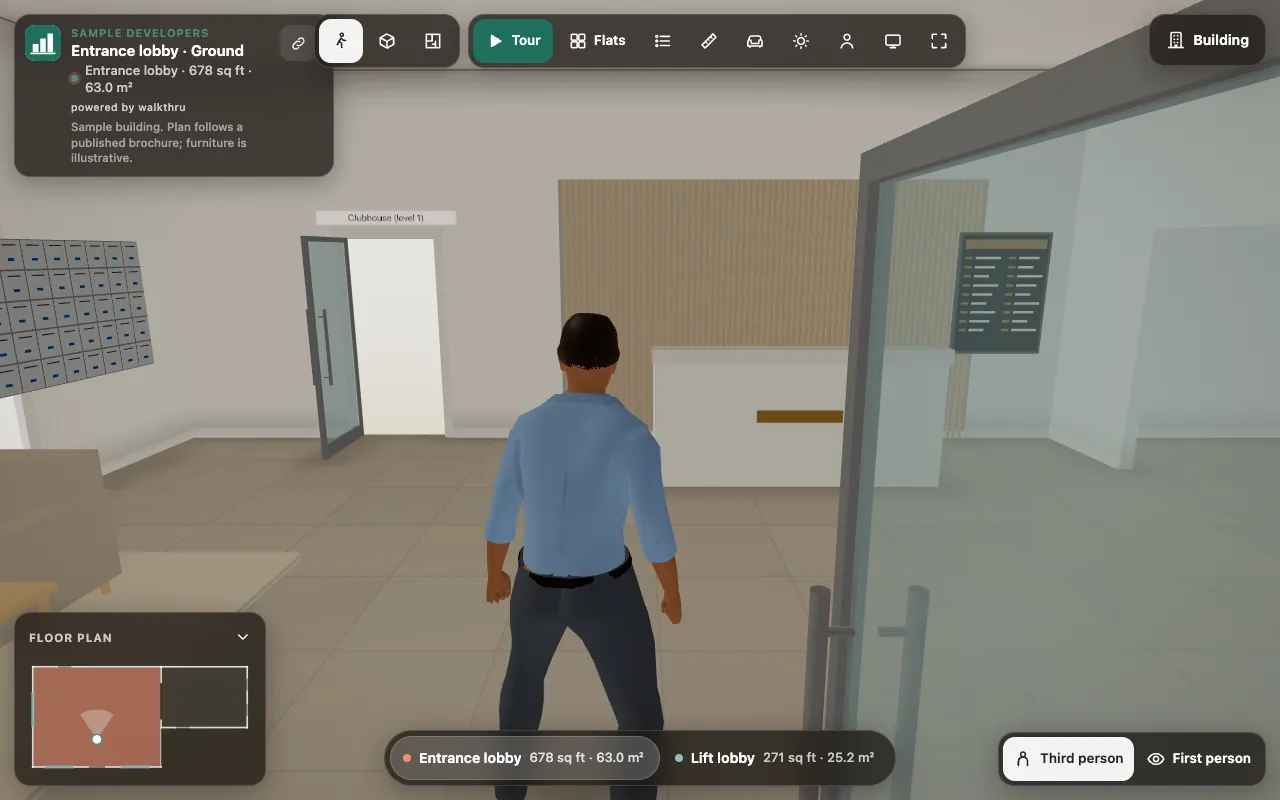 SAMPLE DEVELOPERS
Entrance lobby · Ground
Entrance lobby · 678 sq ft ·
63.0 m²
powered by walkthru
Sample building. Plan follows a
published brochure; furniture is
illustrative.
Tour
Flats
Building
Clubhouse (level 1)
FLOOR PLAN
Entrance lobby 678 sq ft · 63.0 m²
Lift lobby 271 sq ft · 25.2 m²
Third person
First person